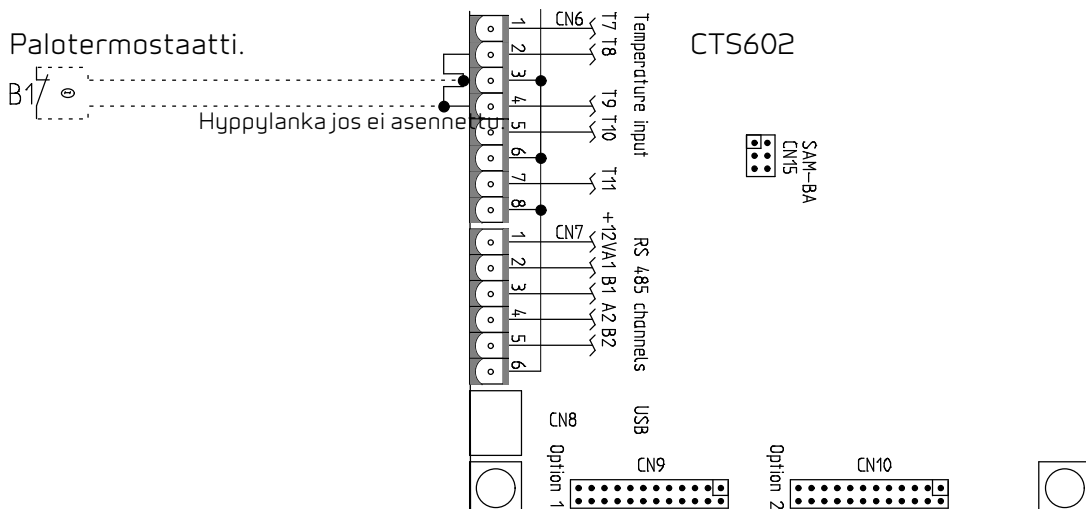 Palotermostaatti.
B1
Hyppylanka jos ei asennettu.
CTS602
1 CN6 T7
2 T8
3
4 T9
5 T10
6
7 T11
8
Temperature input
SAM-BA
CN15
1 CN7 +12V
2 A1
3 B1
4 A2
5 B2
6
RS 485 channels
CN8 USB
Option 1 CN9
Option 2 CN10